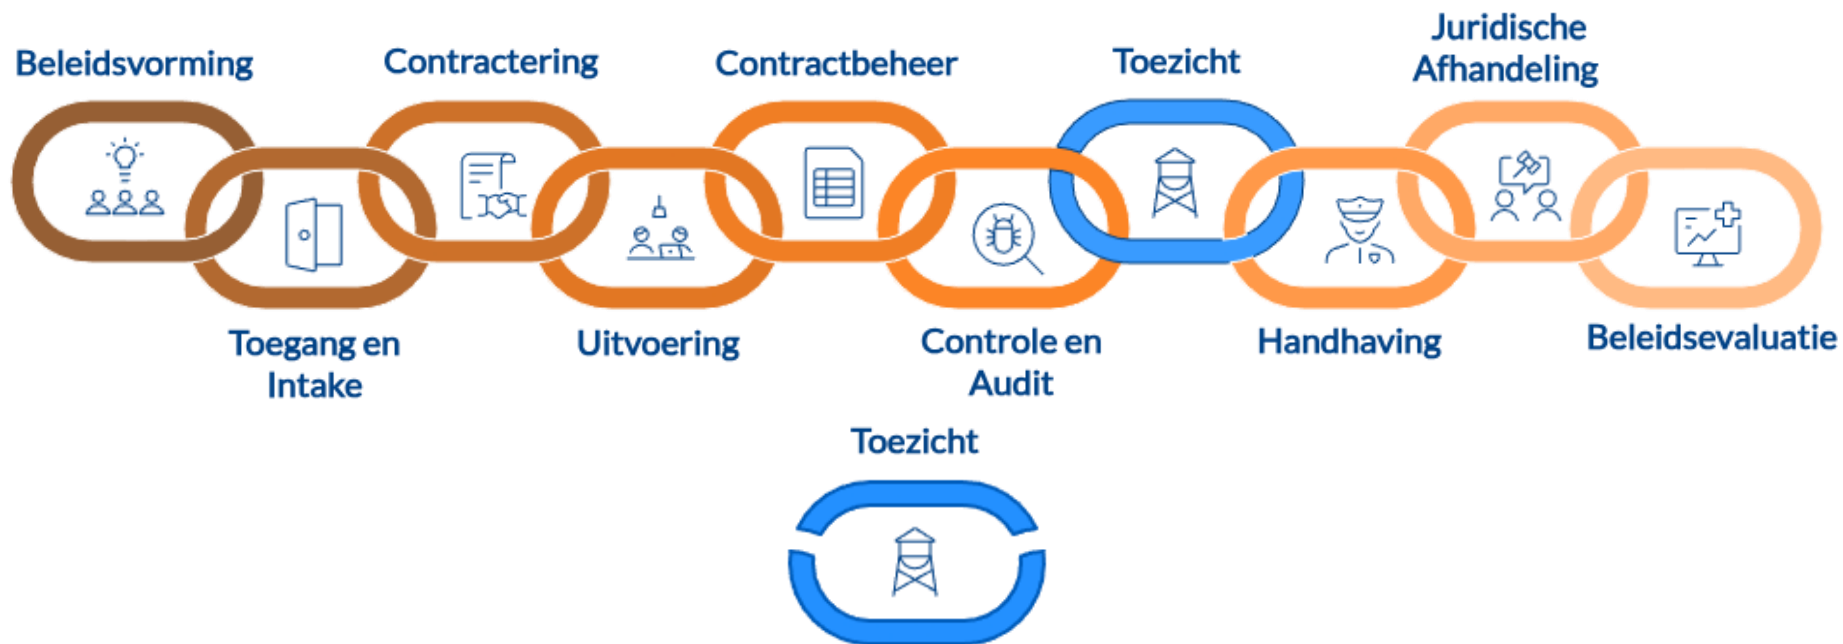 Beleidsvorming
Contractering
Contractbeheer
Toezicht
Juridische
Afhandeling
Toegang en
Intake
Uitvoering
Controle en
Audit
Handhaving
Beleidsevaluatie
Toezicht